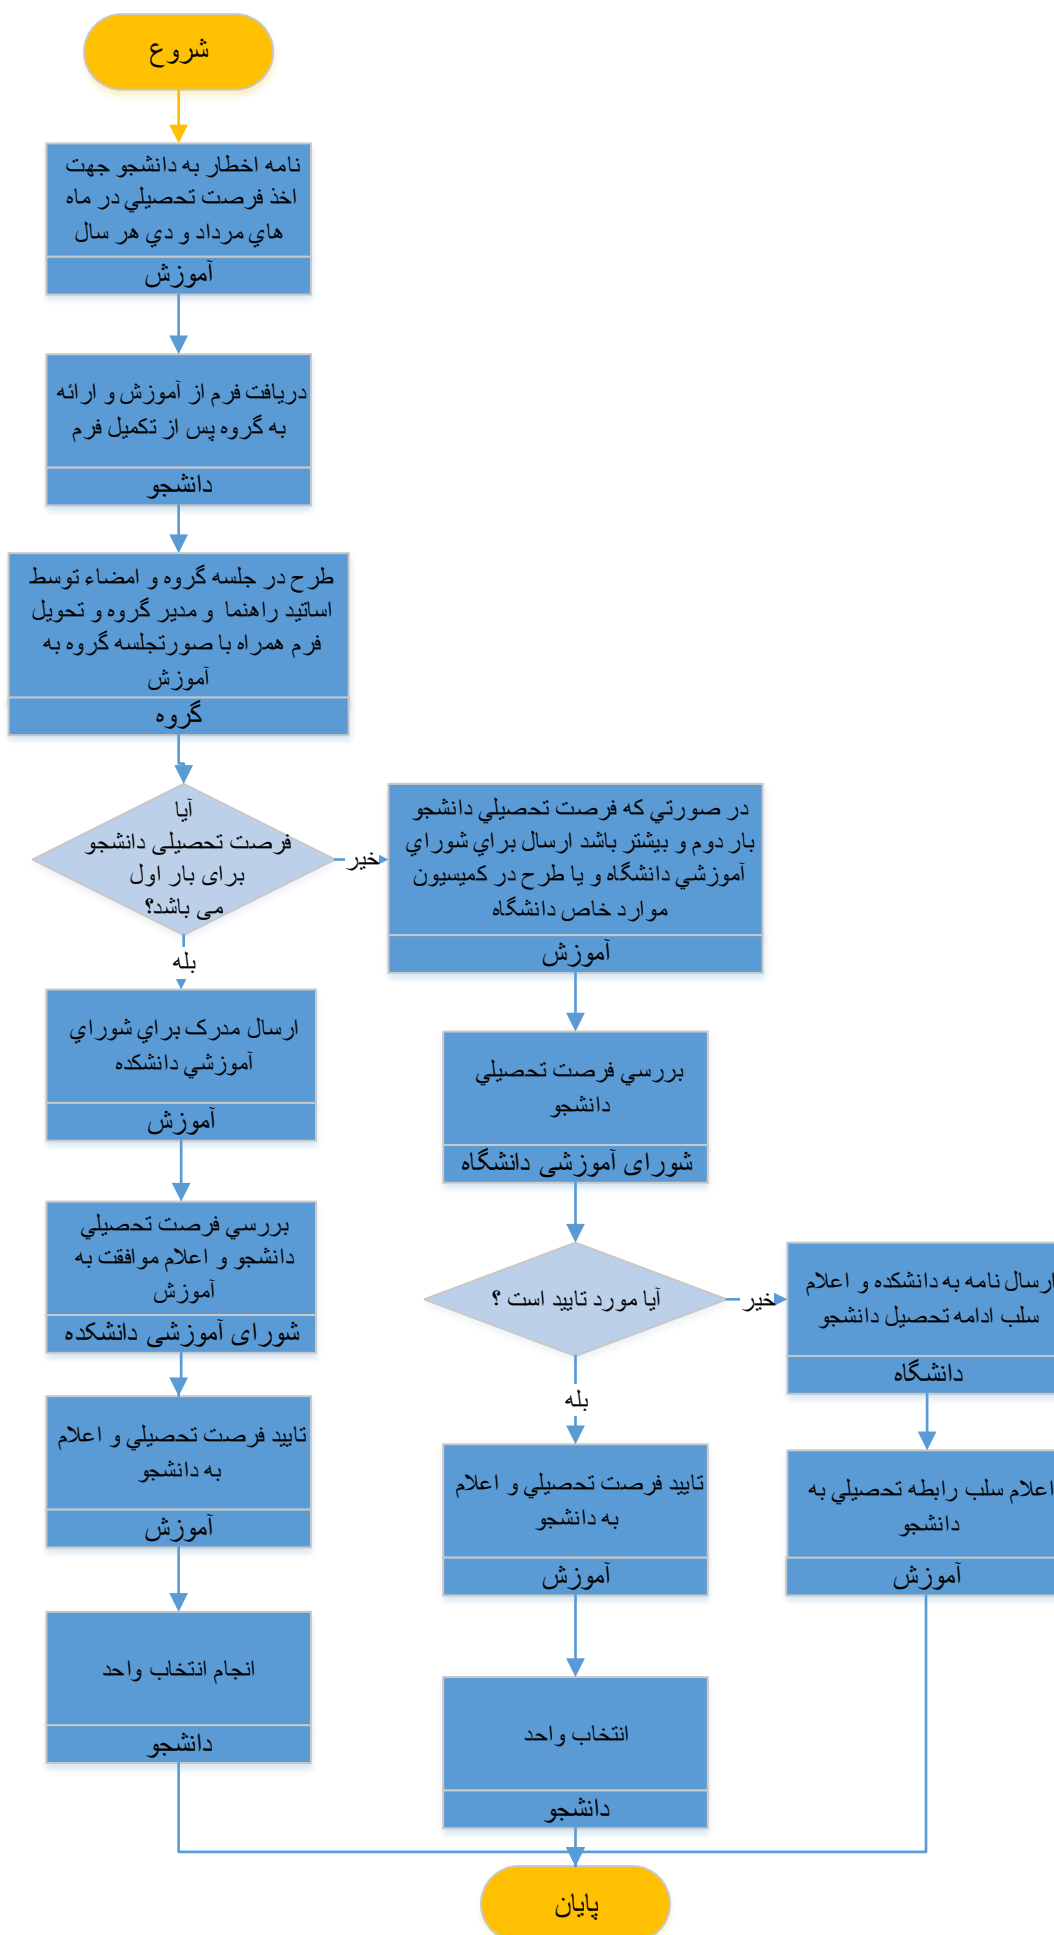 شروع
نامه اخطار به دانشجو جهت
اخذ فرصت تحصيلي در ماه
هاي مرداد و دي هر سال
آموزش
دريافت فرم از آموزش و ارائه
به گروه پس از تكميل فرم
دانشجو
طرح در جلسه گروه و امضاء توسط
اساتيد راهنما و مدير گروه و تحويل
فرم همراه با صورتجلسه گروه به
آموزش
گروه
آیا
فرصت تحصیلی دانشجو
برای بار اول
می باشد؟
خیر
بله
در صورتي كه فرصت تحصيلي دانشجو
بار دوم و بيشتر باشد ارسال براي شوراي
آموزشي دانشگاه و يا طرح در كميسيون
موارد خاص دانشگاه
آموزش
ارسال مدرک براي شوراي
آموزشي دانشكده
آموزش
بررسي فرصت تحصيلي
دانشجو
شورای آموزشی دانشگاه
بررسي فرصت تحصيلي
دانشجو و اعلام موافقت به
آموزش
شورای آموزشی دانشکده
آیا مورد تایید است ؟
خیر
بله
ارسال نامه به دانشكده و اعلام
سلب ادامه تحصيل دانشجو
دانشگاه
تاييد فرصت تحصيلي و اعلام
به دانشجو
آموزش
تاييد فرصت تحصيلي و اعلام
به دانشجو
آموزش
اعلام سلب رابطه تحصيلي به
دانشجو
آموزش
انجام انتخاب واحد
دانشجو
انتخاب واحد
دانشجو
پایان